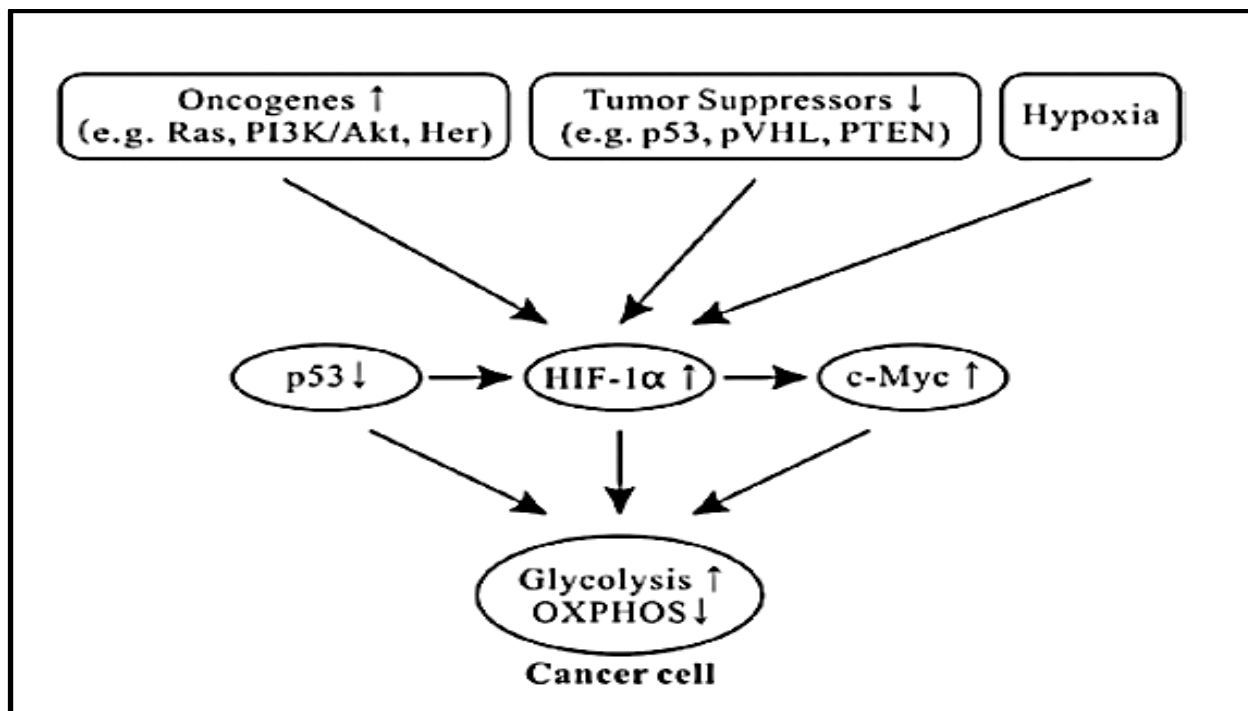 Oncogenes ↑
(e.g. Ras, PI3K/Akt, Her)
Tumor Suppressors ↓
(e.g. p53, pVHL, PTEN)
Hypoxia
p53 ↓
HIF-1α ↑
c-Myc ↑
Glycolysis ↑
OXPHOS ↓
Cancer cell